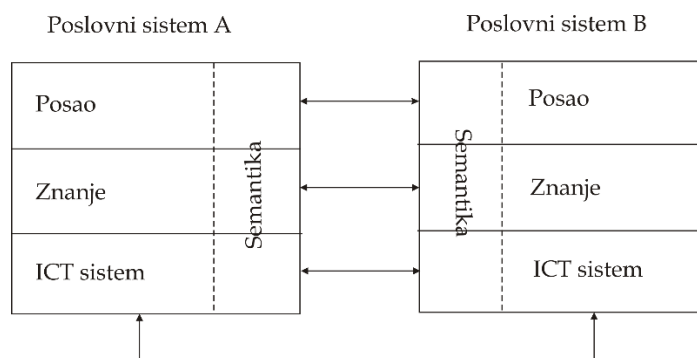 Poslovni sistem A
Posao
Znanje
ICT sistem
Semantika
Poslovni sistem B
Semantika
Posao
Znanje
ICT sistem